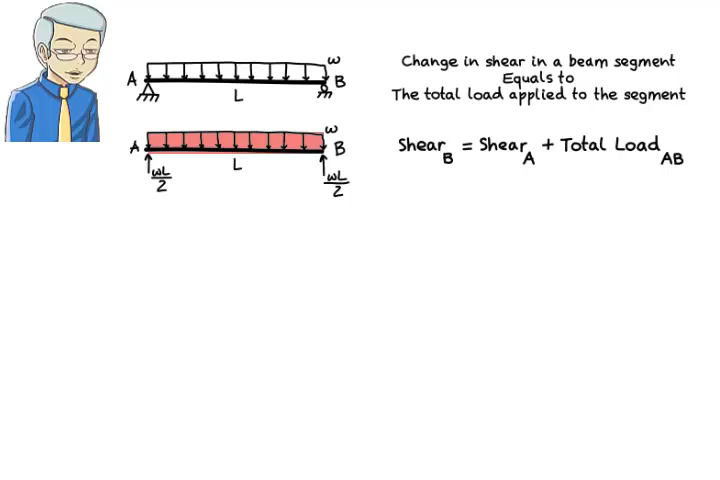 ω
A
B
L
Change in shear in a beam segment
Equals to
The total load applied to the segment
ω
A
B
L
ωL
2
ωL
2
Shear B = Shear A + Total Load AB